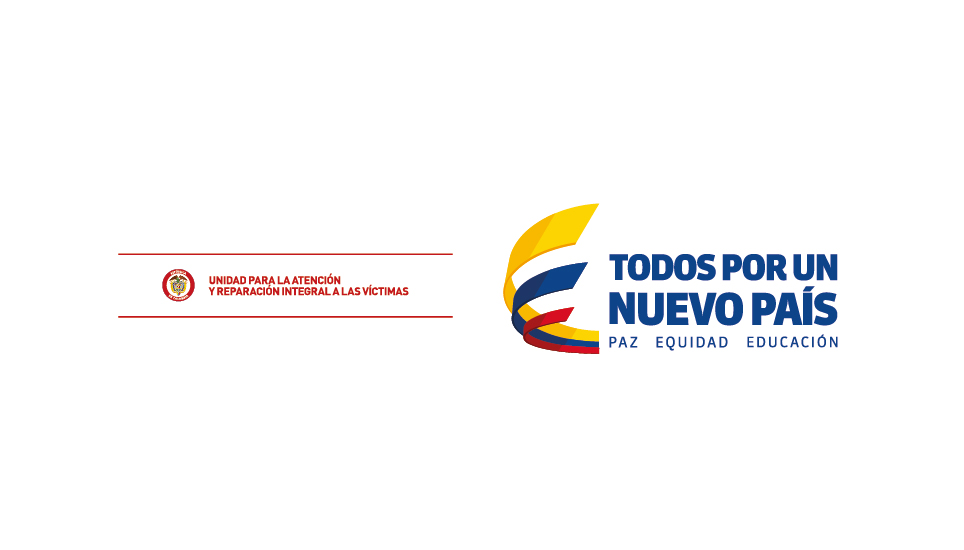 UNIDAD PARA LA ATENCIÓN
Y REPARACIÓN INTEGRAL A LAS VÍCTIMAS
TODOS POR UN
NUEVO PAÍS
PAZ EQUIDAD EDUCACIÓN